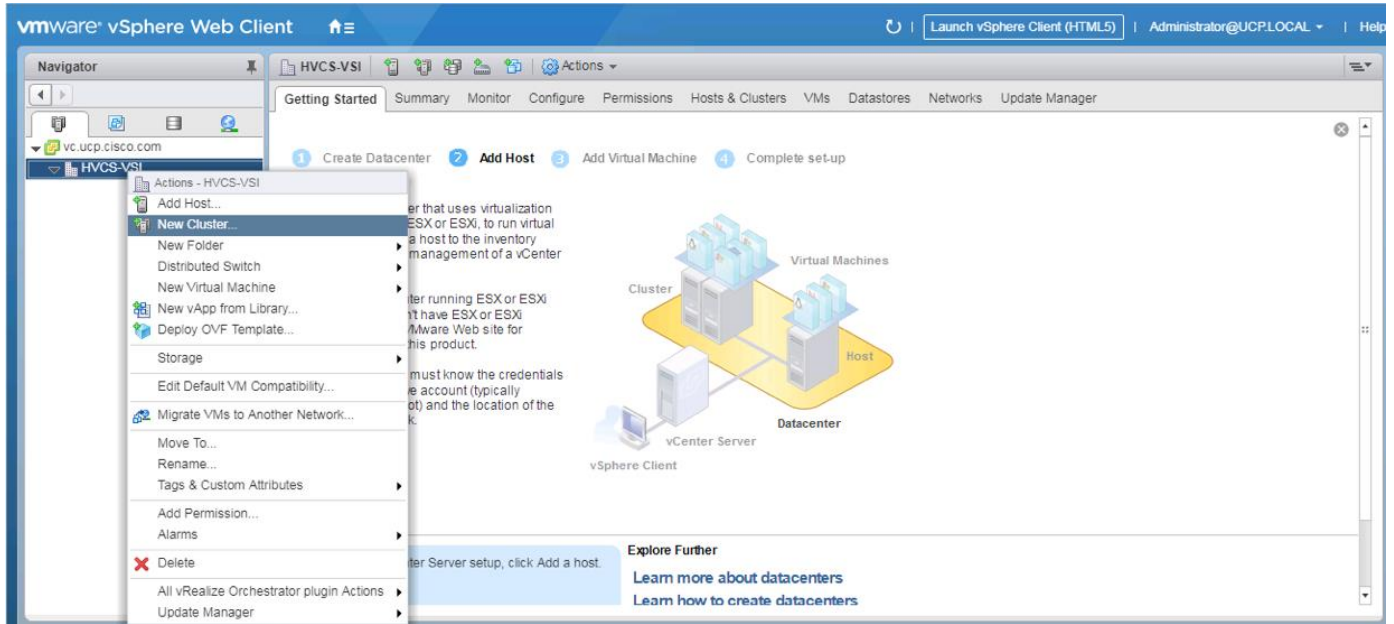 vmware® vSphere Web Client
Launch vSphere Client (HTML5) | Administrator@UCP.LOCAL | Help
Navigator
HVCS-VSI
Actions
Getting Started Summary Monitor Configure Permissions Hosts & Clusters VMs Datastores Networks Update Manager
vc.ucp.cisco.com
HVCS-VSI
1 Create Datacenter 2 Add Host 3 Add Virtual Machine 4 Complete set-up
Actions - HVCS-VSI
Add Host...
New Cluster...
New Folder
Distributed Switch
New Virtual Machine
New vApp from Library...
Deploy OVF Template...
Storage
Edit Default VM Compatibility...
Migrate VMs to Another Network...
Move To...
Rename...
Tags & Custom Attributes
Add Permission...
Alarms
Delete
All vRealize Orchestrator plugin Actions
Update Manager
that uses virtualization
ESX or ESXi, to run virtual
a host to the inventory
management of a vCenter
running ESX or ESXi
have ESX or ESXi
Web site for
this product.
must know the credentials
account (typically
and the location of the
Virtual Machines
Cluster
Host
Datacenter
vCenter Server
vSphere Client
Server setup, click Add a host.
Explore Further
Learn more about datacenters
Learn how to create datacenters